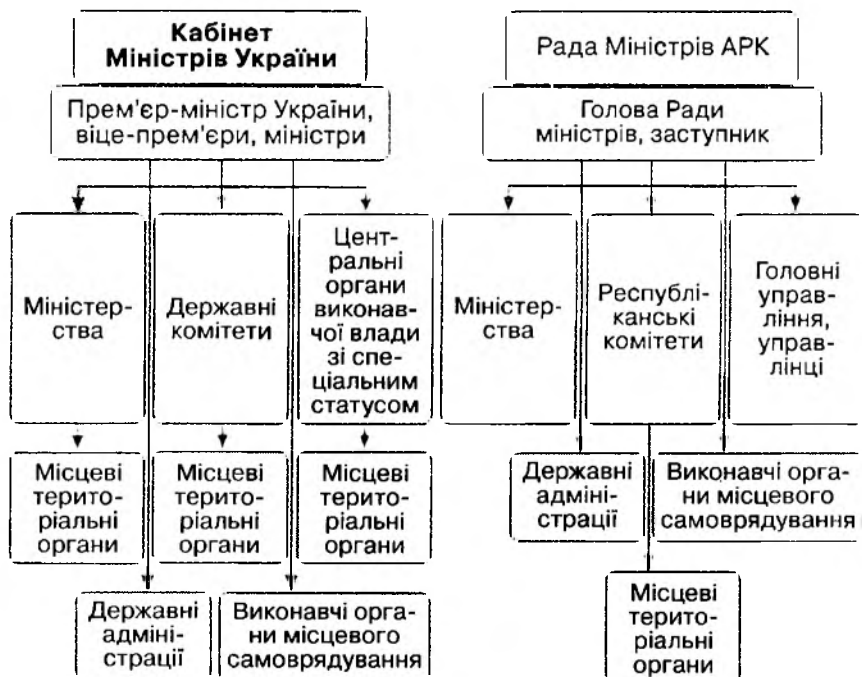 Кабінет
Міністрів України
Прем'єр-міністр України,
віце-прем'єри, міністри
Міністер-
ства
Державні
комітети
Цент-
ральні
органи
виконав-
чої влади
зі спе-
ціальним
статусом
Місцеві
терито-
ріальні
органи
Місцеві
терито-
ріальні
органи
Місцеві
терито-
ріальні
органи
Державні
адміні-
страції
Виконавчі орга-
ни місцевого
самоврядування
Рада Міністрів АРК
Голова Ради
міністрів, заступник
Міністер-
ства
Республі-
канські
комітети
Головні
управ-
ління,
управ-
лінці
Державні
адміні-
страції
Виконавчі орга-
ни місцевого
самоврядування
Місцеві
терито-
ріальні
органи